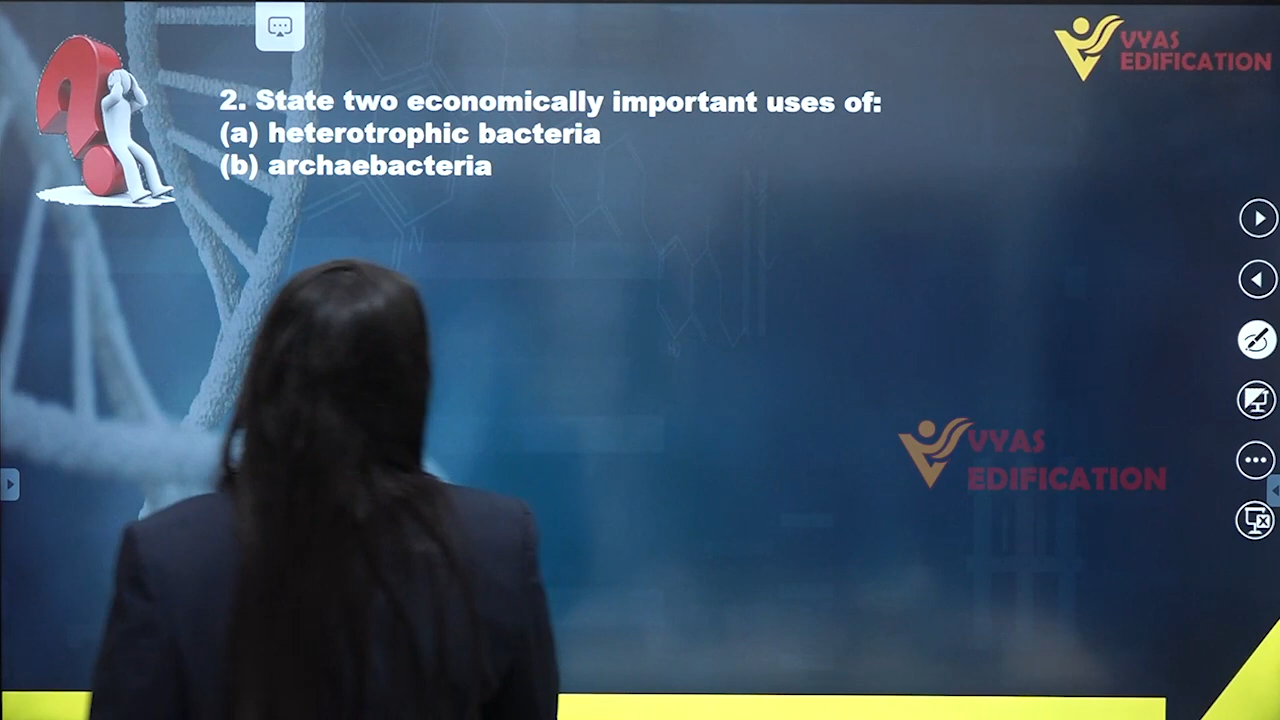 VYAS
EDIFICATION
2. State two economically important uses of:
(a) heterotrophic bacteria
(b) archaebacteria
VYAS
EDIFICATION